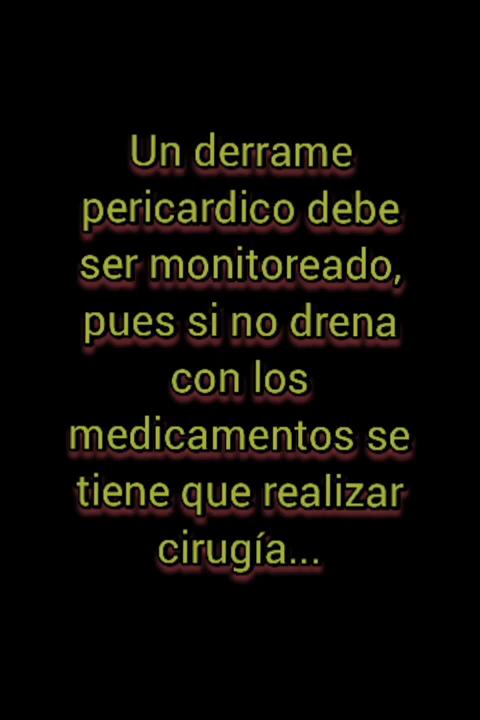 Un derrame
pericardico debe
ser monitoreado,
pues si no drena
con los
medicamentos se
tiene que realizar
cirugía...